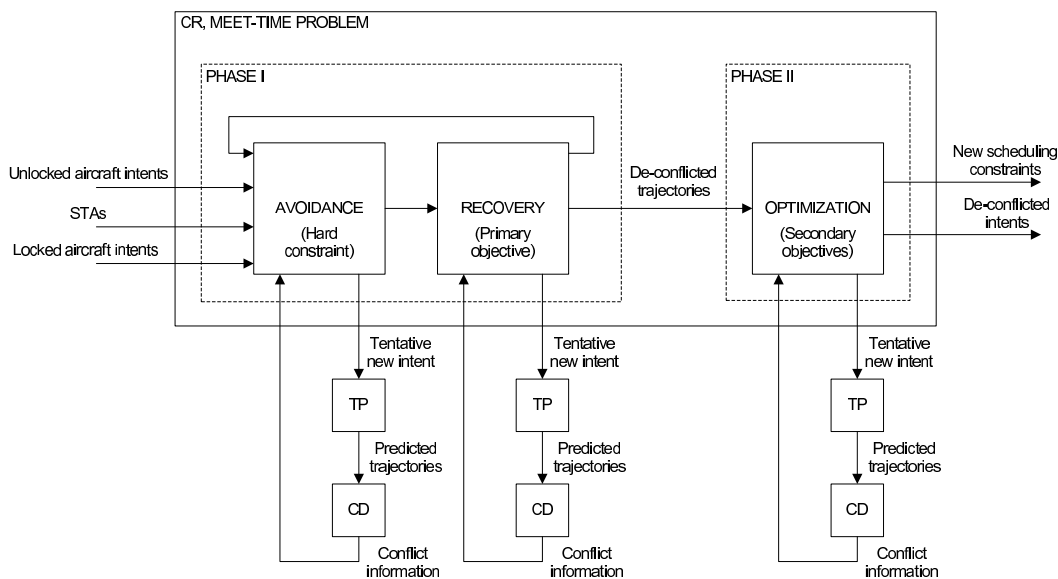 CR, MEET-TIME PROBLEM
PHASE I
PHASE II
Unlocked aircraft intents
STAs
Locked aircraft intents
AVOIDANCE
(Hard
constraint)
RECOVERY
(Primary
objective)
De-conflicted
trajectories
OPTIMIZATION
(Secondary
objectives)
New scheduling
constraints
De-conflicted
intents
Tentative
new intent
Tentative
new intent
Tentative
new intent
TP
TP
TP
Predicted
trajectories
Predicted
trajectories
Predicted
trajectories
CD
CD
CD
Conflict
information
Conflict
information
Conflict
information